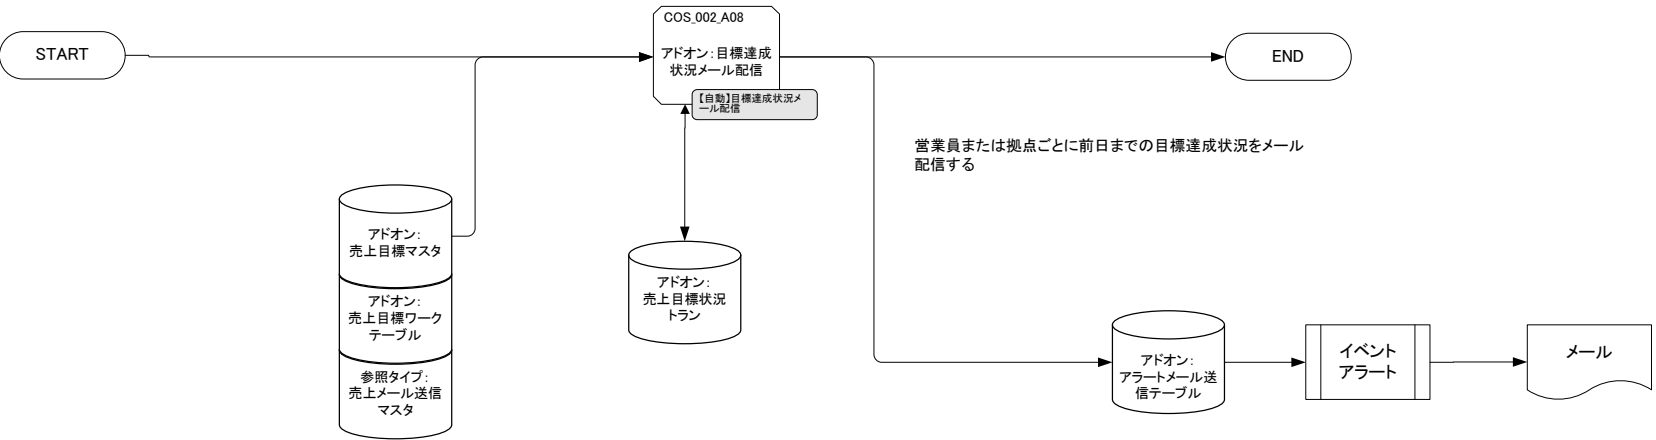 COS_002_A08
START
アドオン：目標達成
状況メール配信
END
【自動】目標達成状況メ
ール配信
営業員または拠点ごとに前日までの目標達成状況をメール
配信する
アドオン：
売上目標マスタ
アドオン：
売上目標ワーク
テーブル
参照タイプ：
売上メール送信
マスタ
アドオン：
売上目標状況
トラン
アドオン：
アラートメール送
信テーブル
イベント
アラート
メール